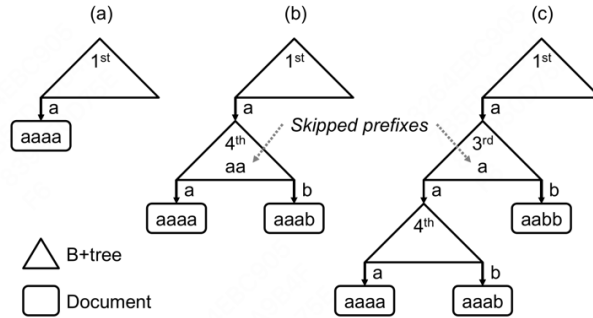 (a)
(b)
(c)
1st
a
aaaa
1st
a
4th
aa
a
b
aaaa
aaab
Skipped prefixes
1st
a
3rd
a
a
b
aabb
4th
a
b
aaaa
aaab
B+tree
Document